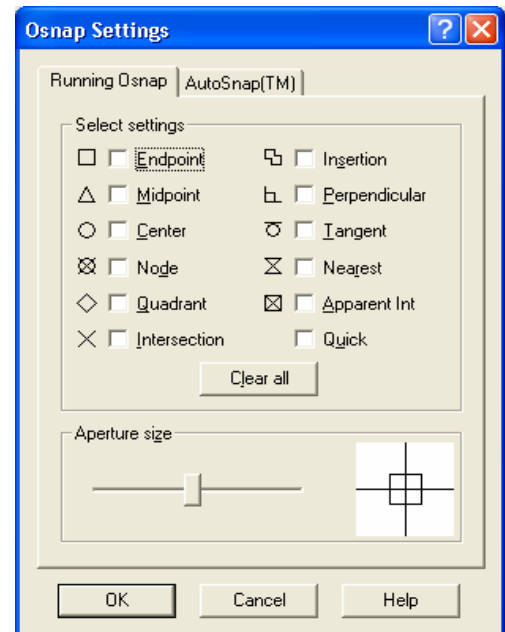 Osnap Settings
Running Osnap AutoSnap(TM)
Select settings
Endpoint Insertion
Midpoint Perpendicular
Center Tangent
Node Nearest
Quadrant Apparent Int
Intersection Quick
Clear all
Aperture size
OK Cancel Help